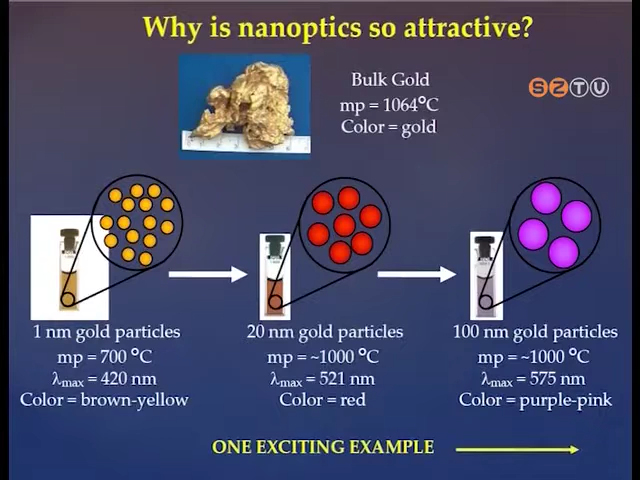 Why is nanoptics so attractive?
Bulk Gold
mp = 1064°C
Color = gold
SZTV
1 nm gold particles
mp = 700 °C
λmax = 420 nm
Color = brown-yellow
20 nm gold particles
mp = ~1000 °C
λmax = 521 nm
Color = red
100 nm gold particles
mp = ~1000 °C
λmax = 575 nm
Color = purple-pink
ONE EXCITING EXAMPLE